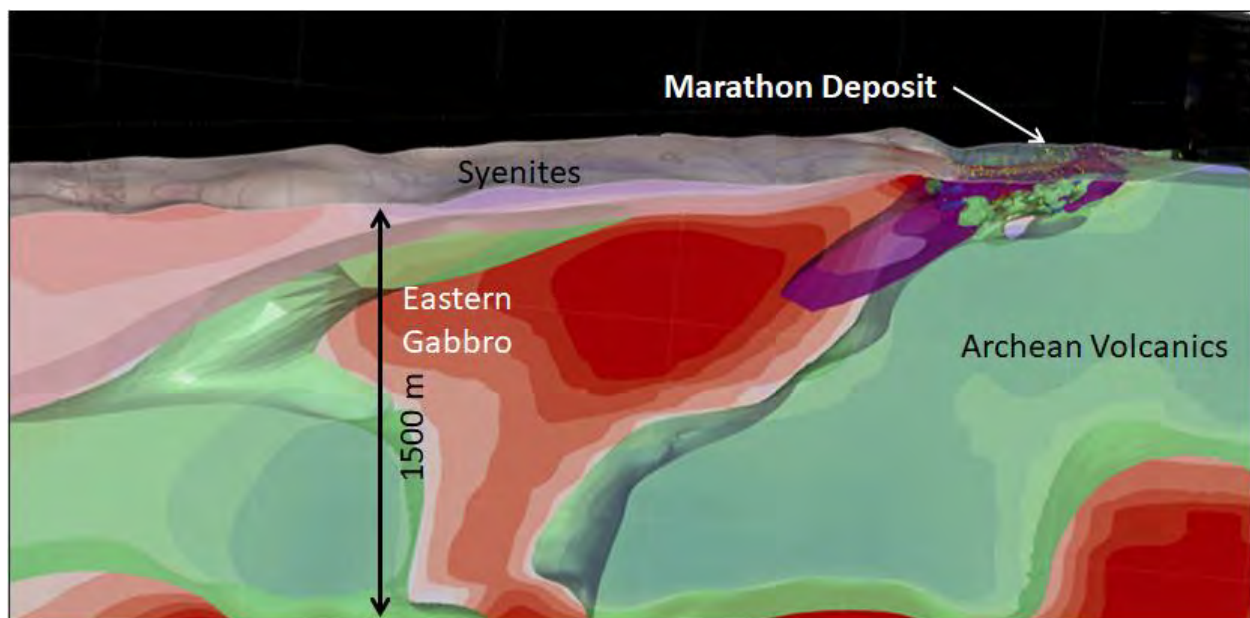 Marathon Deposit
Syenites
Eastern
Gabbro
Archean Volcanics
1500 m